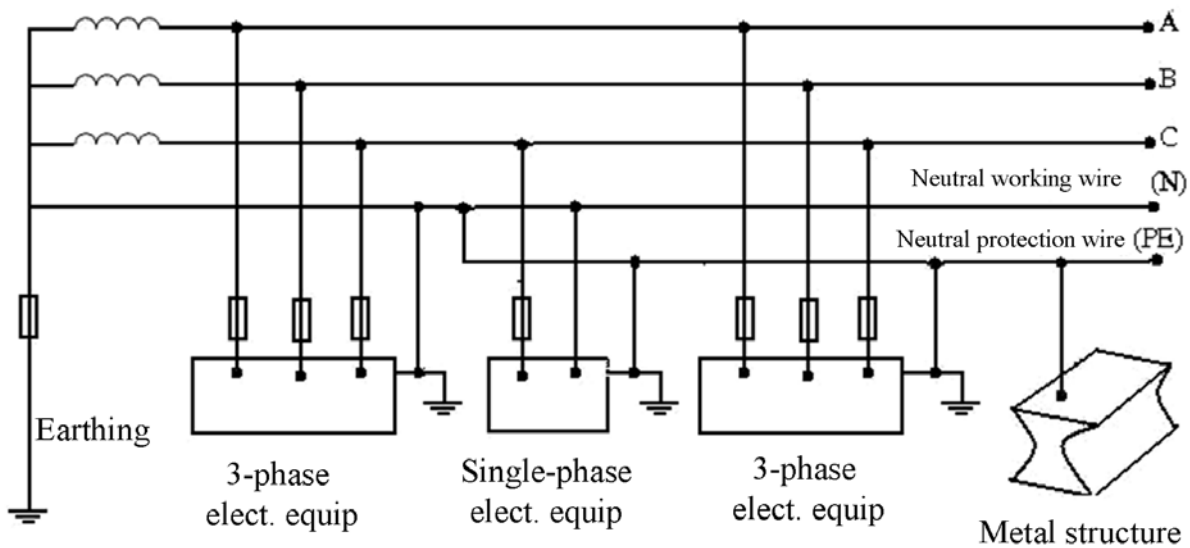 A
B
C
Neutral working wire (N)
Neutral protection wire (PE)
Earthing
3-phase
elect. equip
Single-phase
elect. equip
3-phase
elect. equip
Metal structure